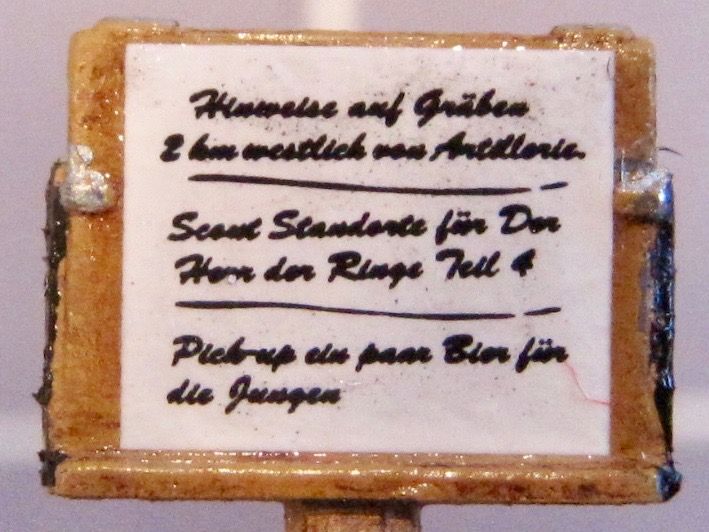 Hinweise auf Gräben
2 km westlich von Artillerie.
Scout Standorte für Der
Herr der Ringe Teil 4
Pick-up ein paar Bier für
die Jungen